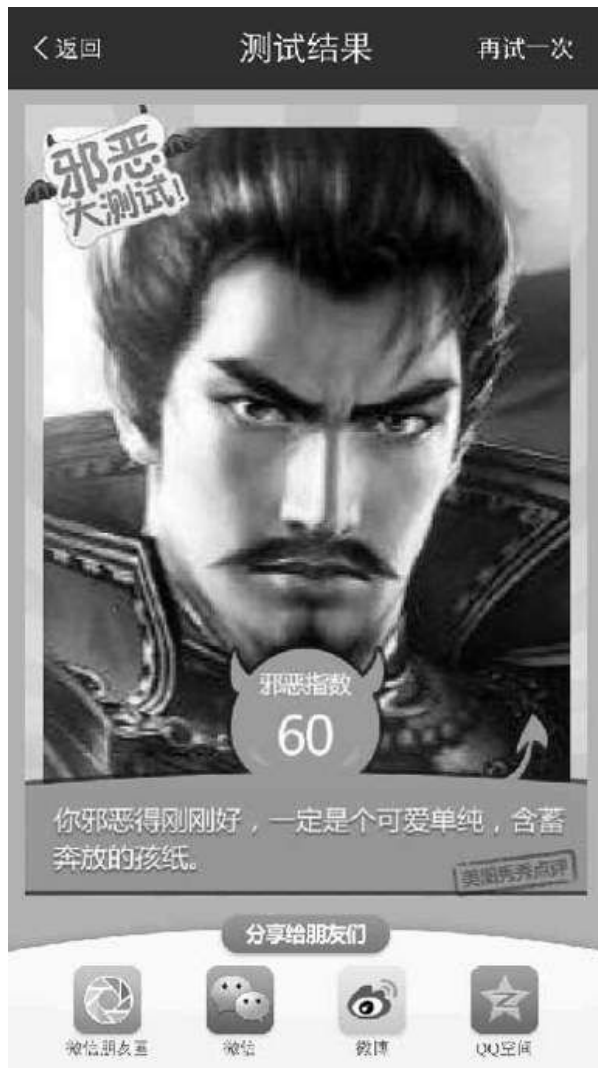 返回
测试结果
再试一次
邪恶
大测试!
邪恶指数
60
你邪恶得刚刚好，一定是个可爱单纯，含蓄
奔放的孩纸。
美图秀秀点评
分享给朋友们
微信朋友圈
微信
微博
QQ空间